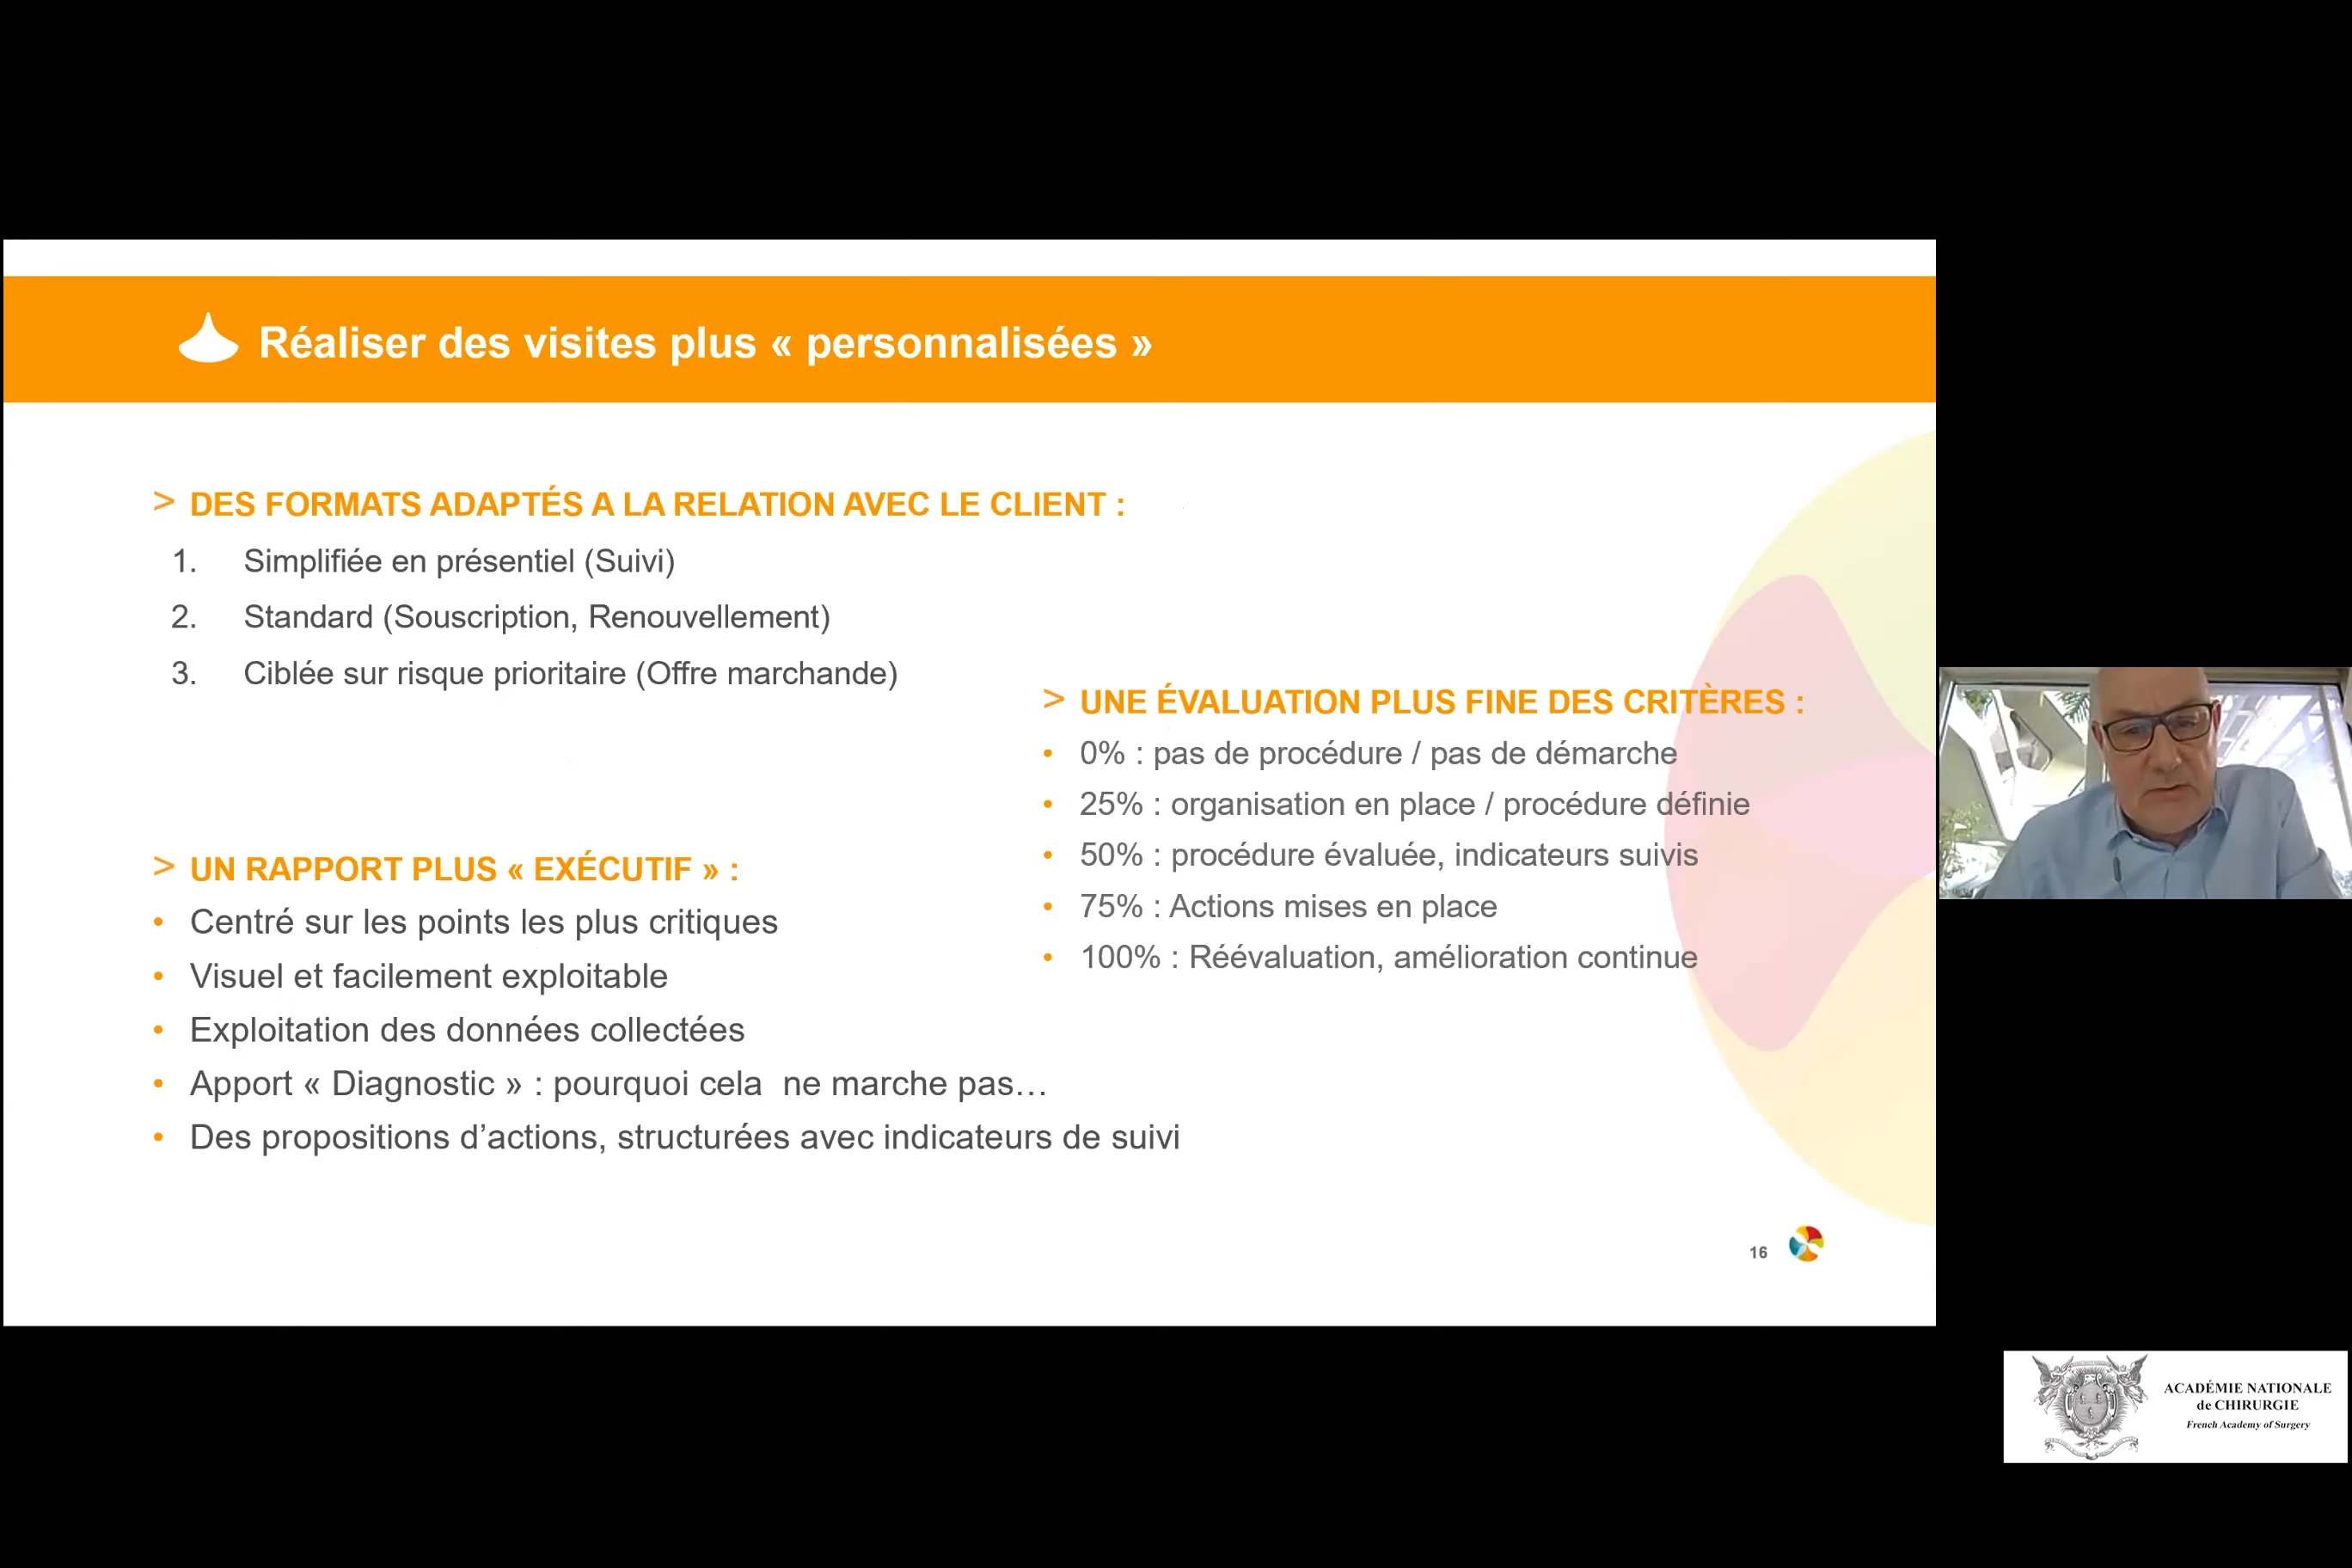 Réaliser des visites plus « personnalisées »
> DES FORMATS ADAPTÉS A LA RELATION AVEC LE CLIENT :
1. Simplifiée en présentiel (Suivi)
2. Standard (Souscription, Renouvellement)
3. Ciblée sur risque prioritaire (Offre marchande)
> UNE ÉVALUATION PLUS FINE DES CRITÈRES :
• 0% : pas de procédure / pas de démarche
• 25% : organisation en place / procédure définie
• 50% : procédure évaluée, indicateurs suivis
• 75% : Actions mises en place
• 100% : Réévaluation, amélioration continue
> UN RAPPORT PLUS « EXÉCUTIF » :
• Centré sur les points les plus critiques
• Visuel et facilement exploitable
• Exploitation des données collectées
• Apport « Diagnostic » : pourquoi cela ne marche pas…
• Des propositions d’actions, structurées avec indicateurs de suivi
16
ACADÉMIE NATIONALE
de CHIRURGIE
French Academy of Surgery